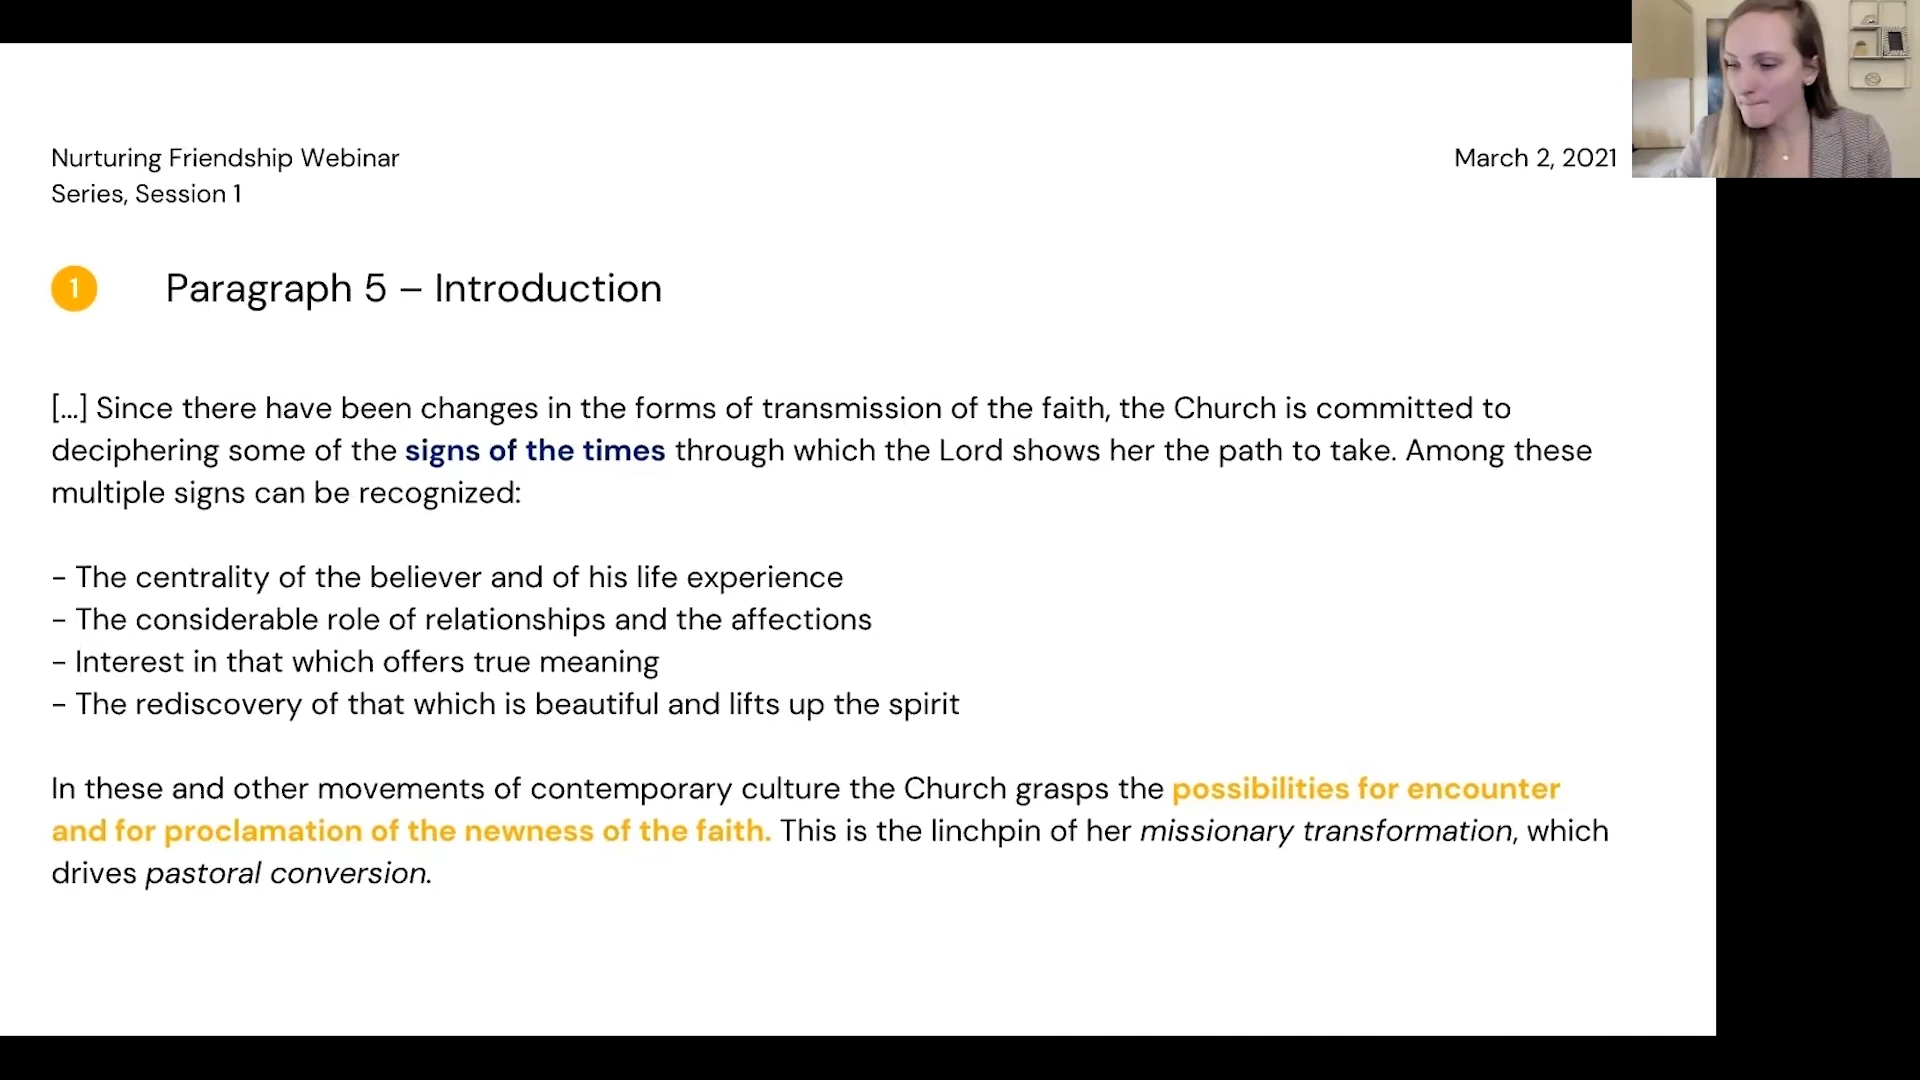 Nurturing Friendship Webinar
Series, Session 1
March 2, 2021
1
Paragraph 5 – Introduction
[...] Since there have been changes in the forms of transmission of the faith, the Church is committed to
deciphering some of the signs of the times through which the Lord shows her the path to take. Among these
multiple signs can be recognized:
- The centrality of the believer and of his life experience
- The considerable role of relationships and the affections
- Interest in that which offers true meaning
- The rediscovery of that which is beautiful and lifts up the spirit
In these and other movements of contemporary culture the Church grasps the possibilities for encounter
and for proclamation of the newness of the faith. This is the linchpin of her missionary transformation, which
drives pastoral conversion.